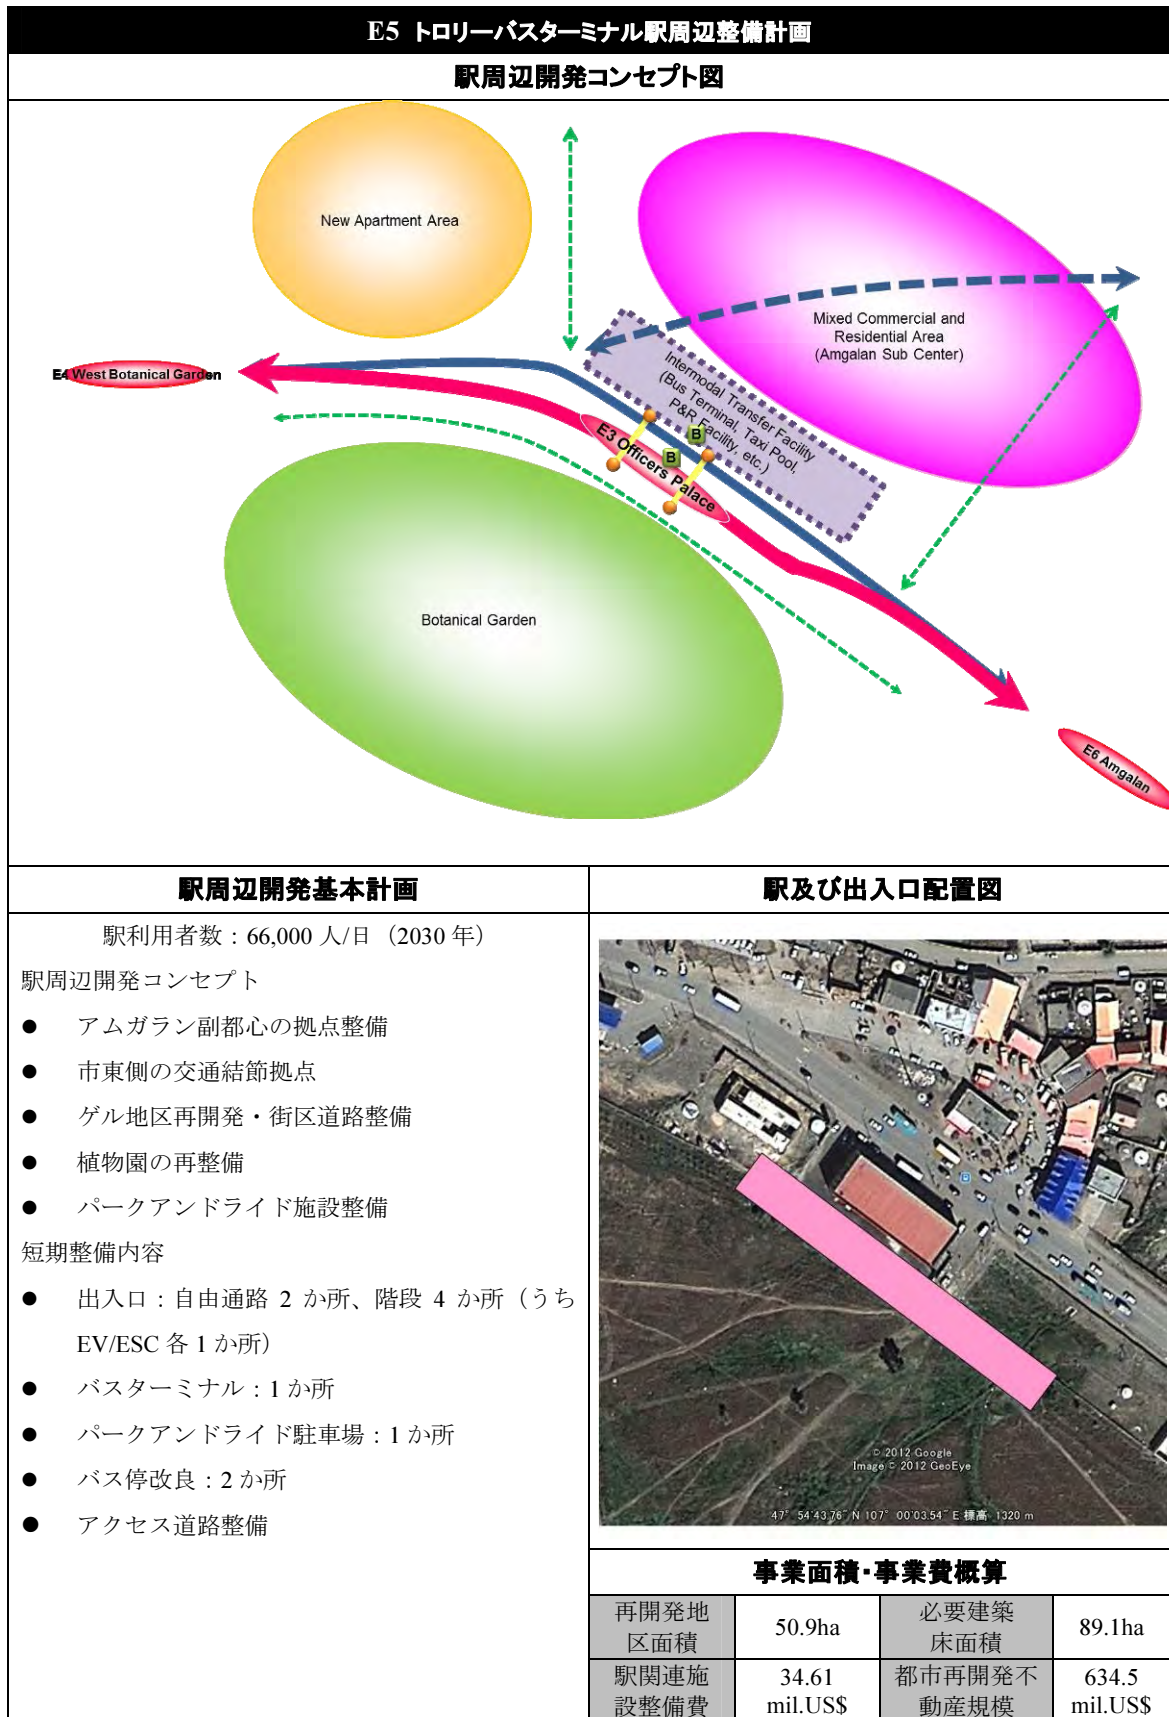 E5 トロリーバスターミナル駅周辺整備計画
駅周辺開発コンセプト図
New Apartment Area
Mixed Commercial and
Residential Area
(Amgalan Sub Center)
Intermodal Transfer Facility
(Bus Terminal, Taxi Pool,
P&R Facility, etc.)
E4 West Botanical Garden
B
B
E3 Officers Palace
Botanical Garden
E6 Amgalan
駅周辺開発基本計画
駅利用者数：66,000 人/日（2030 年）
駅周辺開発コンセプト
● アムガラン副都心の拠点整備
● 市東側の交通結節拠点
● ゲル地区再開発・街区道路整備
● 植物園の再整備
● パークアンドライド施設整備
短期整備内容
● 出入口：自由通路 2 か所、階段 4 か所（うち
EV/ESC 各 1 か所）
● バスターミナル：1 か所
● パークアンドライド駐車場：1 か所
● バス停改良：2 か所
● アクセス道路整備
駅及び出入口配置図
© 2012 Google
Image © 2012 GeoEye
47° 54'43.76" N 107° 00'03.54" E 標高 1320 m
事業面積・事業費概算
再開発地
区面積
50.9ha
必要建築
床面積
89.1ha
駅関連施
設整備費
34.61
mil.US$
都市再開発不
動産規模
634.5
mil.US$